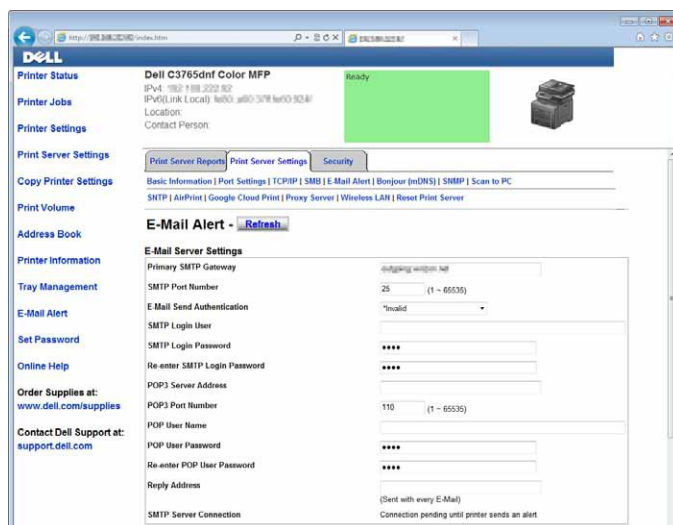 http:// /index.htm
DELL
Printer Status
Printer Jobs
Printer Settings
Print Server Settings
Copy Printer Settings
Print Volume
Address Book
Printer Information
Tray Management
E-Mail Alert
Set Password
Online Help
Order Supplies at:
www.dell.com/supplies
Contact Dell Support at:
support.dell.com
Dell C3765dnf Color MFP
IPv4:
IPv6(Link Local):
Location:
Contact Person:
Ready
Print Server Reports Print Server Settings Security
Basic Information | Port Settings | TCP/IP | SMB | E-Mail Alert | Bonjour (mDNS) | SNMP | Scan to PC
SNTP | AirPrint | Google Cloud Print | Proxy Server | Wireless LAN | Reset Print Server
E-Mail Alert - Refresh
E-Mail Server Settings
Primary SMTP Gateway
SMTP Port Number 25 (1 ~ 65535)
E-Mail Send Authentication *Invalid
SMTP Login User
SMTP Login Password ••••
Re-enter SMTP Login Password ••••
POP3 Server Address
POP3 Port Number 110 (1 ~ 65535)
POP User Name
POP User Password ••••
Re-enter POP User Password ••••
Reply Address
(Sent with every E-Mail)
SMTP Server Connection Connection pending until printer sends an alert